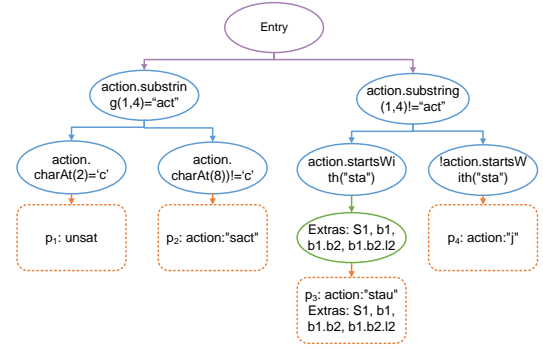 Entry
action.substrin
g(1,4)=“act”
action.substring
(1,4)!=“act”
action.
charAt(2)=‘c’
action.
charAt(8))!=‘c’
action.startsWi
th("sta")
!action.startsW
ith("sta")
p₁: unsat
p₂: action:"sact"
Extras: S1, b1,
b1.b2, b1.b2.l2
p₄: action:"j"
p₃: action:"stau"
Extras: S1, b1,
b1.b2, b1.b2.l2